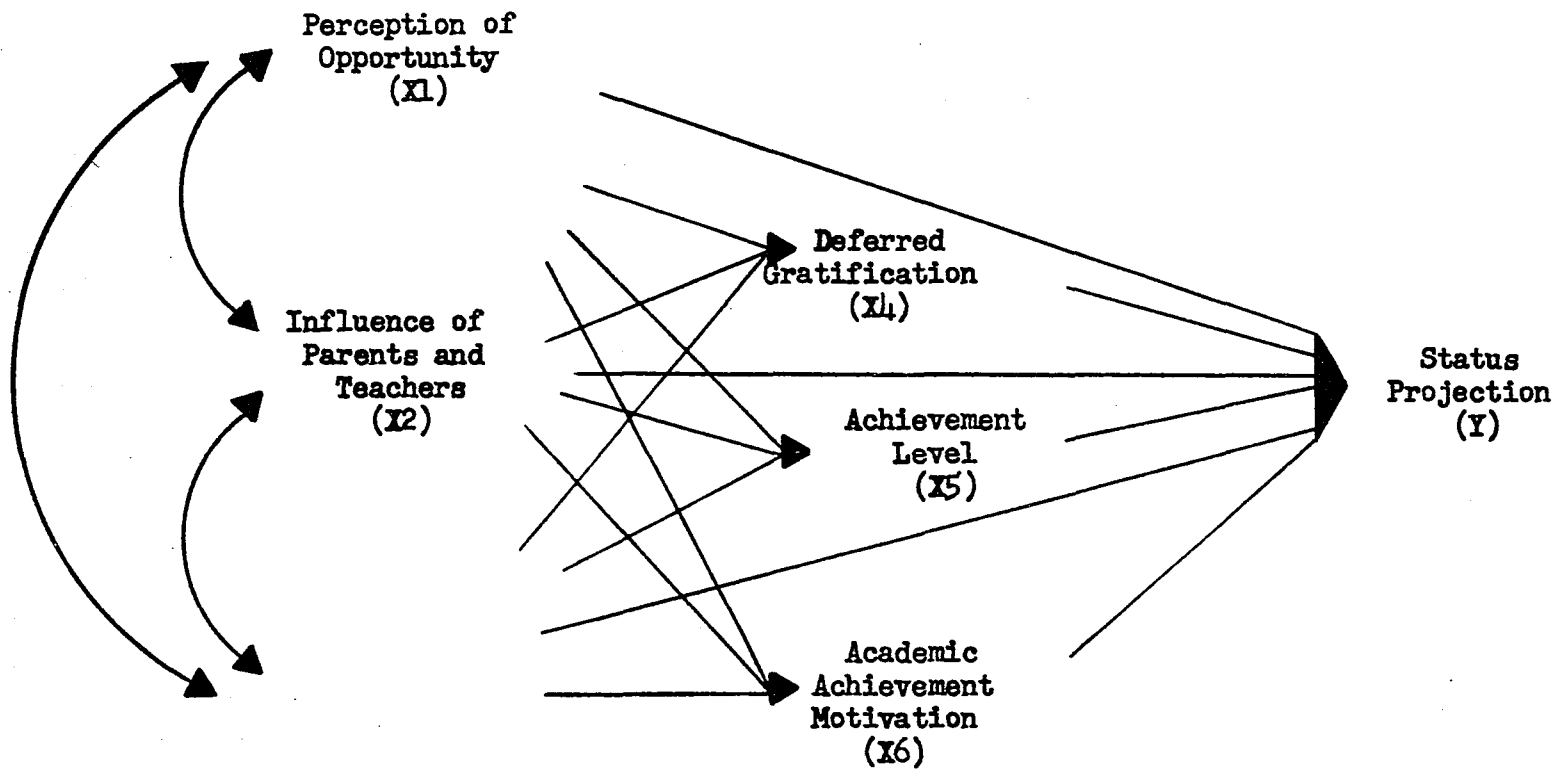 Perception of
Opportunity
(X1)
Deferred
Gratification
(X4)
Influence of
Parents and
Teachers
(X2)
Status
Projection
(Y)
Achievement
Level
(X5)
Academic
Achievement
Motivation
(X6)